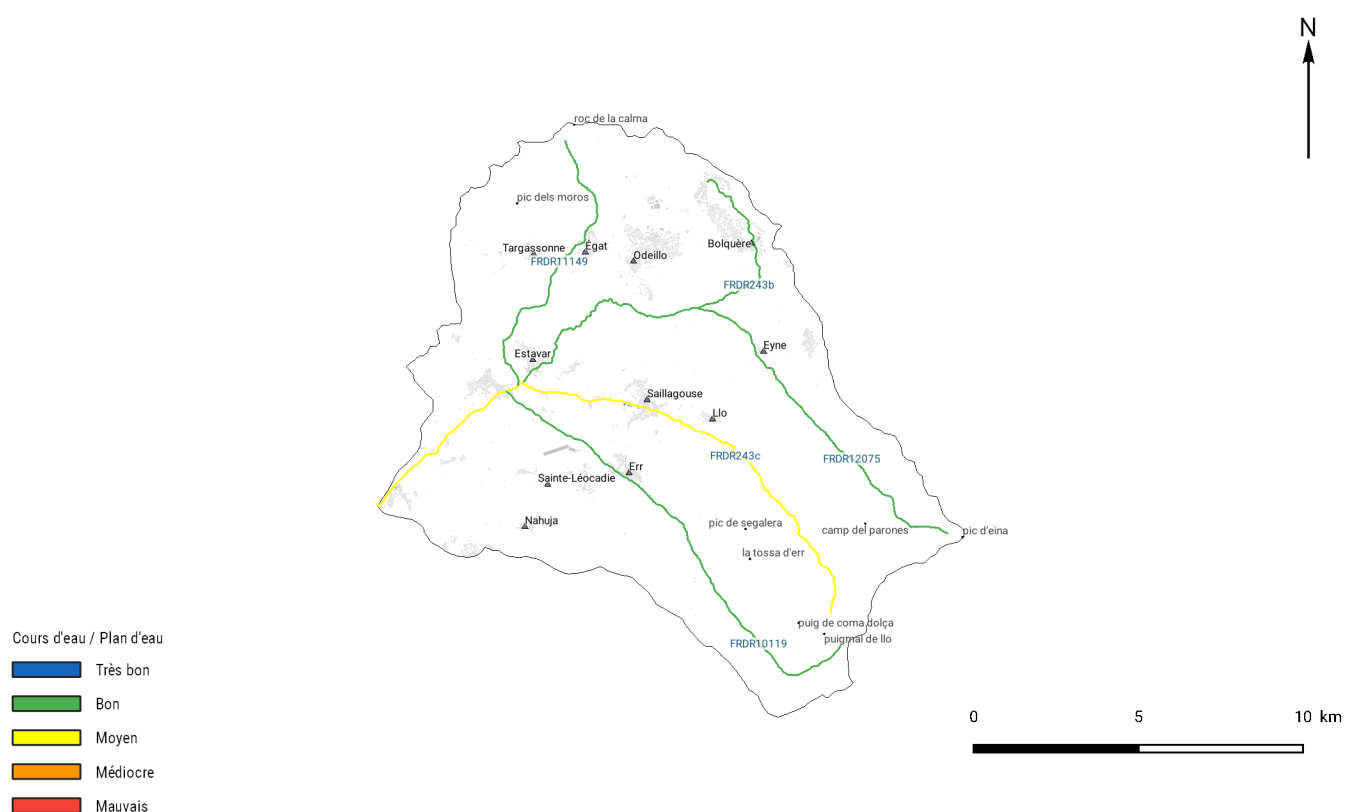 N
roc de la calma
pic dels moros
Targassonne
Égat
FRDR11149
Odeillo
Bolquère
FRDR243b
Eyne
Estavar
Saillagouse
Llo
FRDR243c
FRDR12075
Err
Sainte-Léocadie
Nahuja
pic de segalera
camp del parones
pic d'eina
la tossa d'err
puig de coma dolça
puigmal de llo
FRDR10119
Cours d'eau / Plan d'eau
Très bon
Bon
Moyen
Médiocre
Mauvais
0 5 10 km